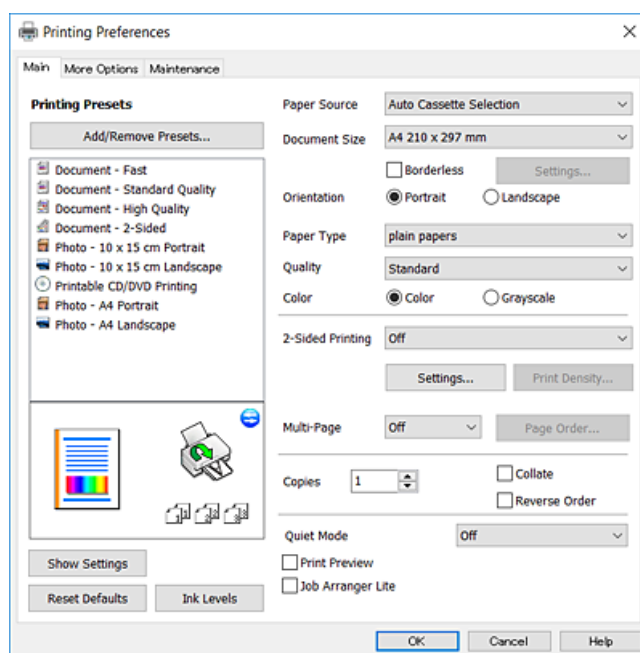 Printing Preferences
Main More Options Maintenance
Printing Presets
Add/Remove Presets...
Document - Fast
Document - Standard Quality
Document - High Quality
Document - 2-Sided
Photo - 10 x 15 cm Portrait
Photo - 10 x 15 cm Landscape
Printable CD/DVD Printing
Photo - A4 Portrait
Photo - A4 Landscape
Show Settings
Reset Defaults Ink Levels
Paper Source Auto Cassette Selection
Document Size A4 210 x 297 mm
Borderless Settings...
Orientation Portrait Landscape
Paper Type plain papers
Quality Standard
Color Color Grayscale
2-Sided Printing Off
Settings... Print Density...
Multi-Page Off Page Order...
Copies 1 Collate
Reverse Order
Quiet Mode Off
Print Preview
Job Arranger Lite
OK Cancel Help